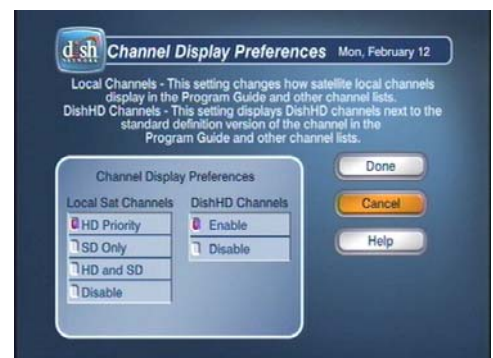 dish
NETWORK
Channel Display Preferences Mon, February 12
Local Channels - This setting changes how satellite local channels
display in the Program Guide and other channel lists.
DishHD Channels - This setting displays DishHD channels next to the
standard definition version of the channel in the
Program Guide and other channel lists.
Channel Display Preferences
Local Sat Channels DishHD Channels
HD Priority Enable
SD Only Disable
HD and SD
Disable
Done
Cancel
Help